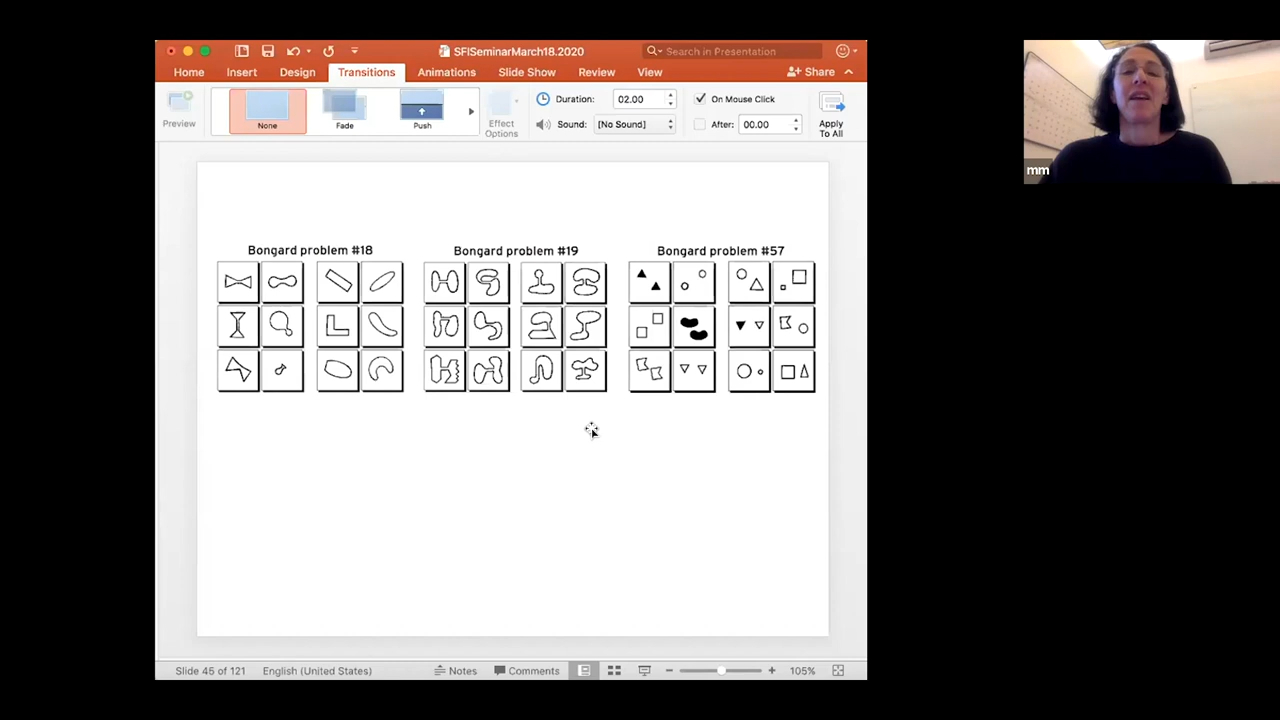 SFISeminarMarch18.2020
Search in Presentation
Home Insert Design Transitions Animations Slide Show Review View Share
Preview
None
Fade
Push
Effect Options
Duration: 02.00
Sound: [No Sound]
On Mouse Click
After: 00.00
Apply To All
mm
Bongard problem #18 Bongard problem #19 Bongard problem #57
Slide 45 of 121 English (United States) Notes Comments 105%